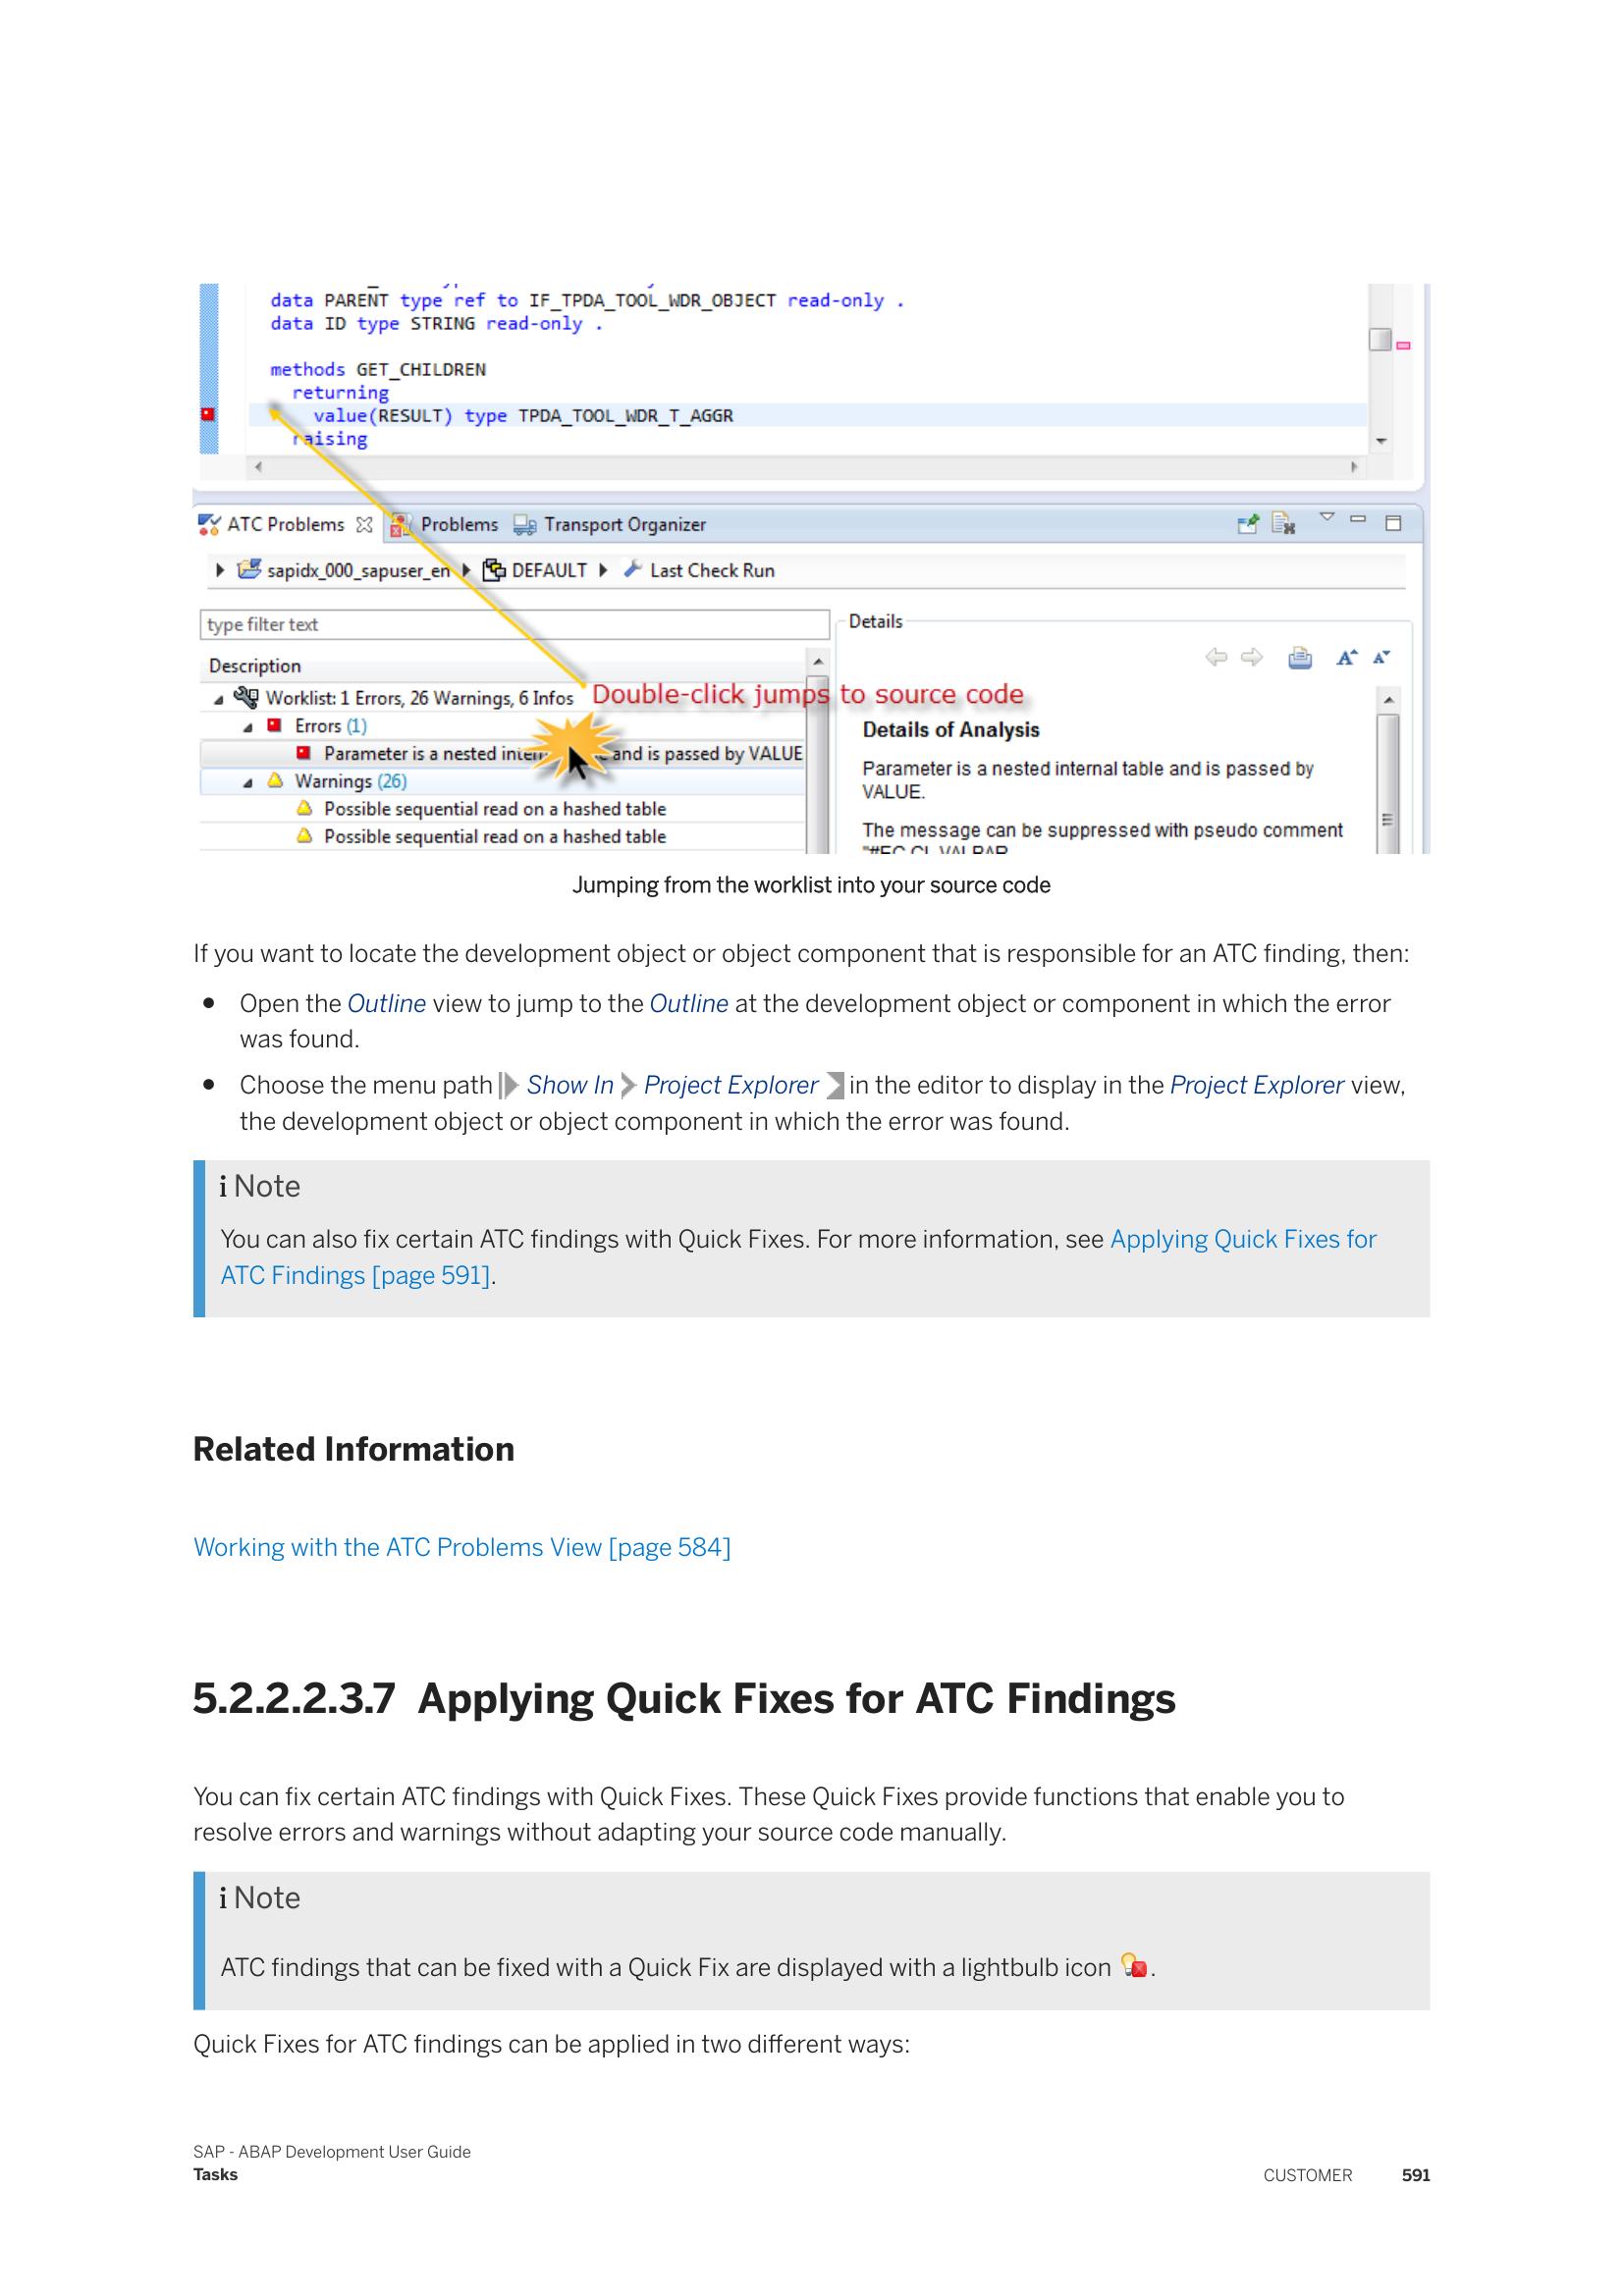 data PARENT type ref to IF_TPDA_TOOL_WDR_OBJECT read-only .
data ID type STRING read-only .
methods GET_CHILDREN
returning
value(RESULT) type TPDA_TOOL_WDR_T_AGGR
raising
ATC Problems Problems Transport Organizer
sapidx_000_sapuser_en DEFAULT Last Check Run
type filter text
Details
Description
Worklist: 1 Errors, 26 Warnings, 6 Infos
Double-click jumps to source code
Errors (1)
Parameter is a nested and is passed by VALUE
Warnings (26)
Possible sequential read on a hashed table
Possible sequential read on a hashed table
Details of Analysis
Parameter is a nested internal table and is passed by
VALUE.
The message can be suppressed with pseudo comment
Jumping from the worklist into your source code
If you want to locate the development object or object component that is responsible for an ATC finding, then:
• Open the Outline view to jump to the Outline at the development object or component in which the error
was found.
• Choose the menu path Show In Project Explorer in the editor to display in the Project Explorer view,
the development object or object component in which the error was found.
i Note
You can also fix certain ATC findings with Quick Fixes. For more information, see Applying Quick Fixes for
ATC Findings [page 591].
Related Information
Working with the ATC Problems View [page 584]
5.2.2.2.3.7 Applying Quick Fixes for ATC Findings
You can fix certain ATC findings with Quick Fixes. These Quick Fixes provide functions that enable you to
resolve errors and warnings without adapting your source code manually.
i Note
ATC findings that can be fixed with a Quick Fix are displayed with a lightbulb icon .
Quick Fixes for ATC findings can be applied in two different ways:
SAP - ABAP Development User Guide
Tasks
CUSTOMER 591